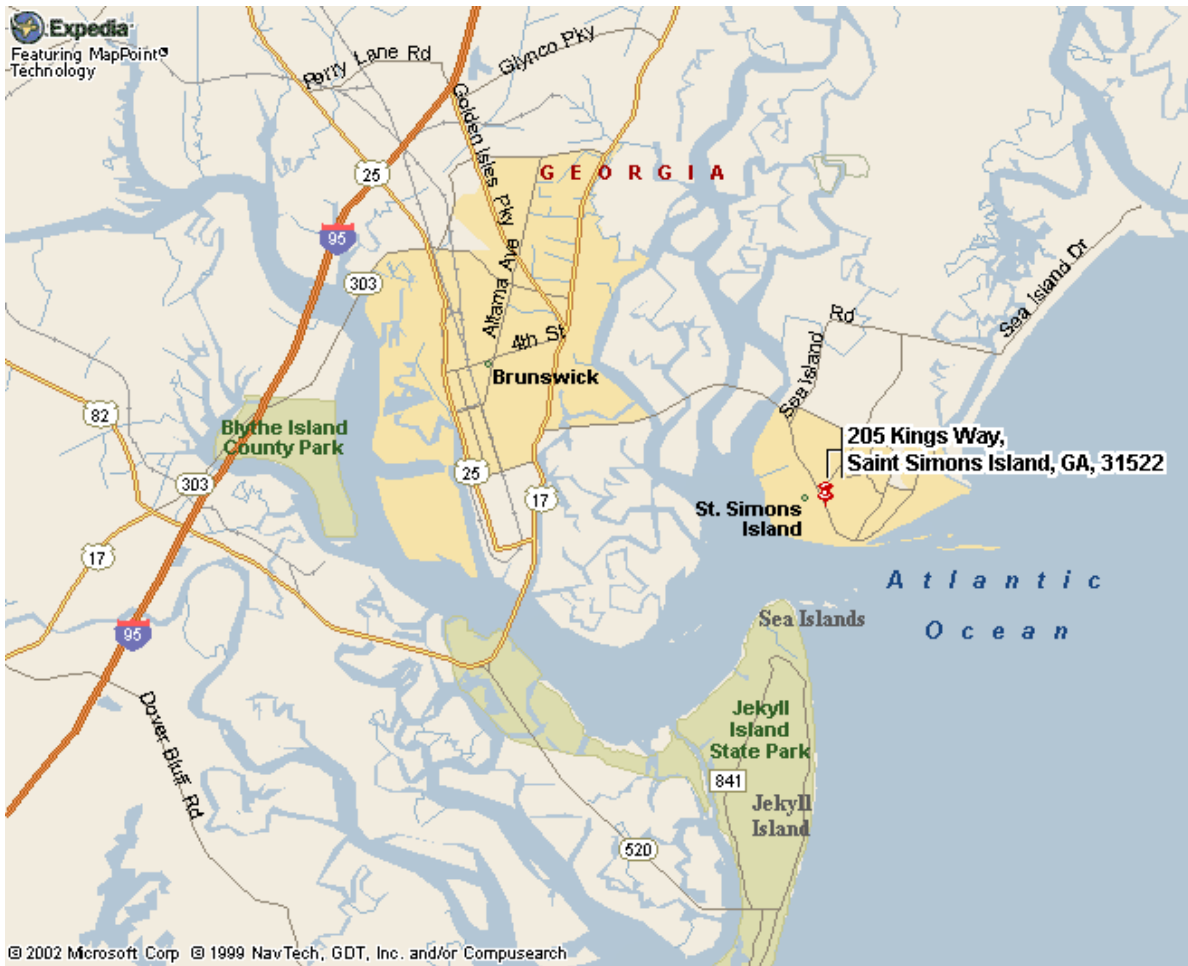 Expedia®
Featuring MapPoint®
Technology
Perry Lane Rd
Glynco Pky
Golden Isles Pky
GEORGIA
25
95
303
Altama Ave
4th St
Brunswick
Sea Island Dr
Sea Island
Rd
82
Blythe Island
County Park
303
25
17
17
205 Kings Way,
Saint Simons Island, GA, 31522
St. Simons
Island
Atlantic
Ocean
95
Sea Islands
Dover Bluff Rd
Jekyll
Island
State Park
841
Jekyll
Island
520
© 2002 Microsoft Corp © 1999 NavTech, GDT, Inc. and/or Compusearch